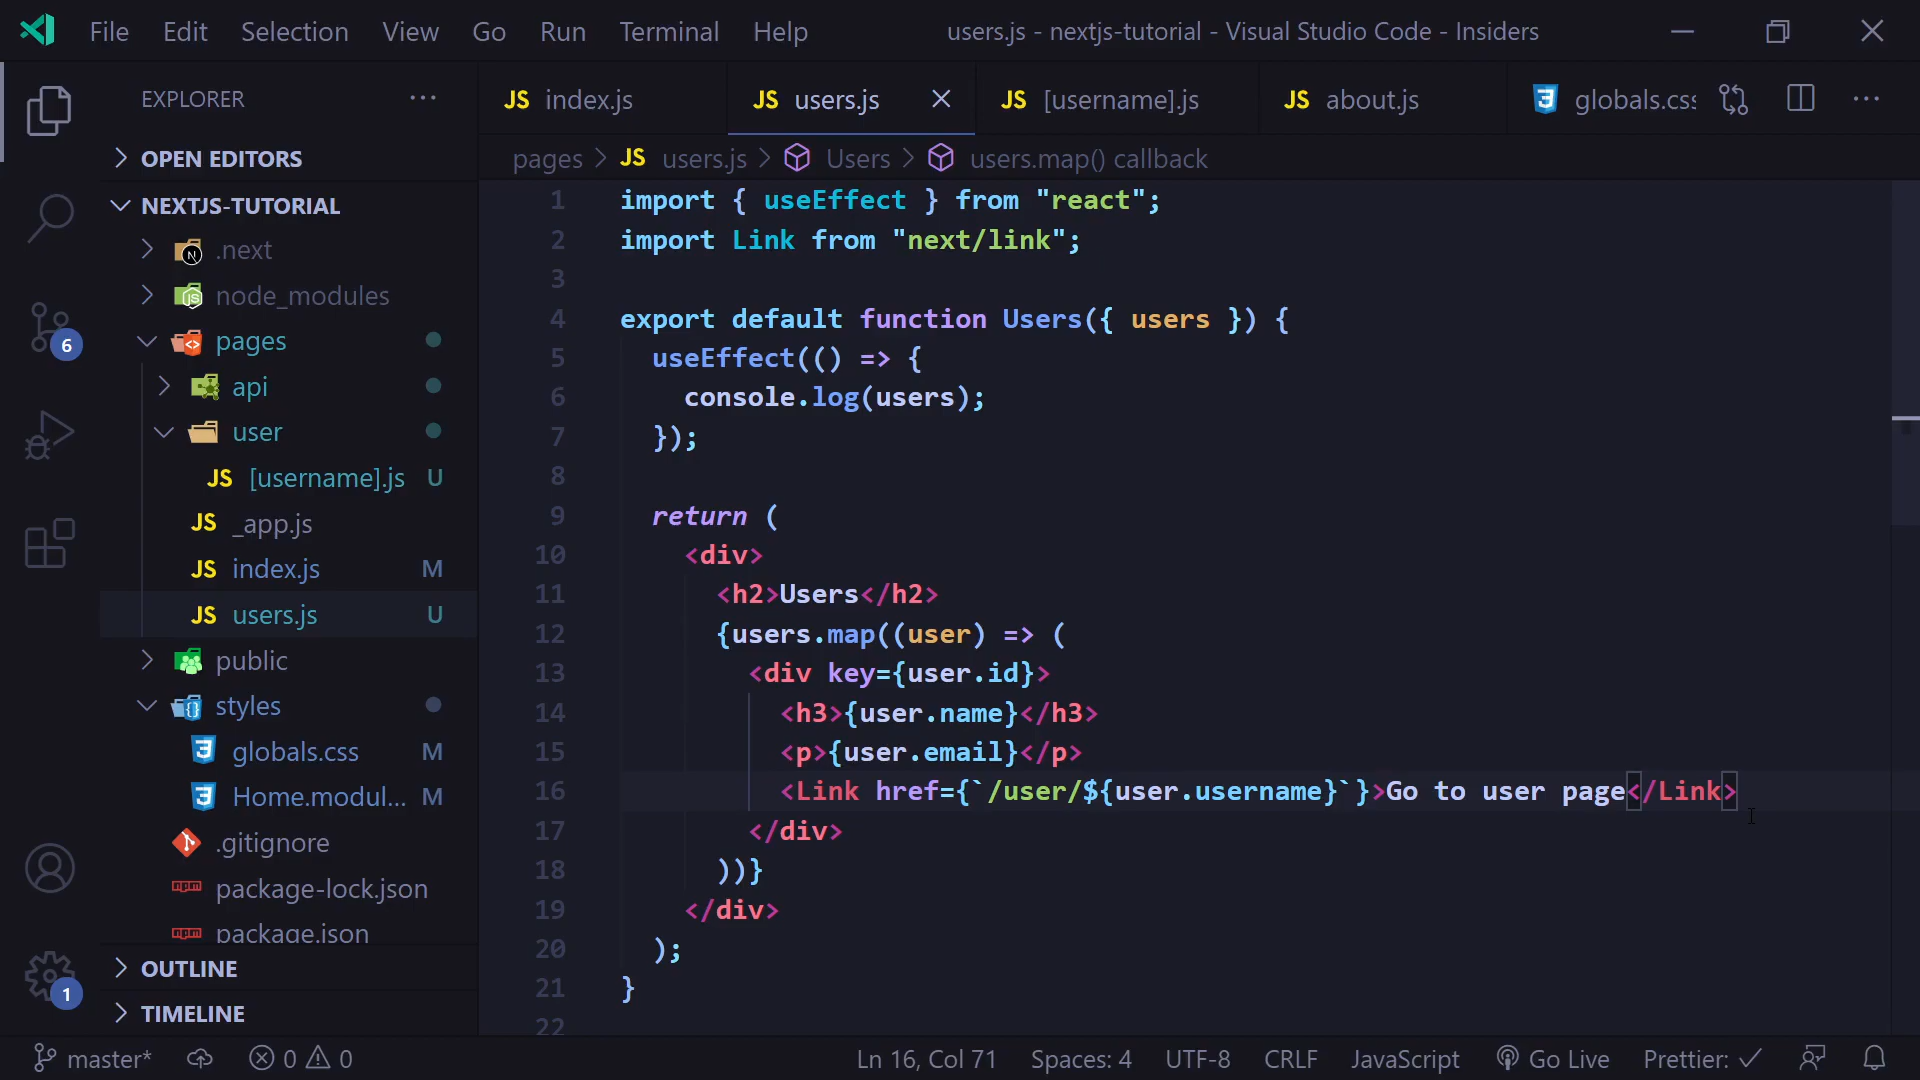 File Edit Selection View Go Run Terminal Help users.js - nextjs-tutorial - Visual Studio Code - Insiders
EXPLORER
OPEN EDITORS
NEXTJS-TUTORIAL
.next
node_modules
pages
api
user
JS [username].js U
JS _app.js
JS index.js M
JS users.js U
public
styles
globals.css M
Home.modul... M
.gitignore
package-lock.json
package.json
OUTLINE
TIMELINE
6
1
JS index.js JS users.js JS [username].js JS about.js globals.css
pages > JS users.js > Users > users.map() callback
1 import { useEffect } from "react";
2 import Link from "next/link";
3
4 export default function Users({ users }) {
5 useEffect(() => {
6 console.log(users);
7 });
8
9 return (
10 <div>
11 <h2>Users</h2>
12 {users.map((user) => (
13 <div key={user.id}>
14 <h3>{user.name}</h3>
15 <p>{user.email}</p>
16 <Link href={`/user/${user.username}`}>Go to user page</Link>
17 </div>
18 ))}
19 </div>
20 );
21 }
22
master* 0 0 Ln 16, Col 71 Spaces: 4 UTF-8 CRLF JavaScript Go Live Prettier: ✓